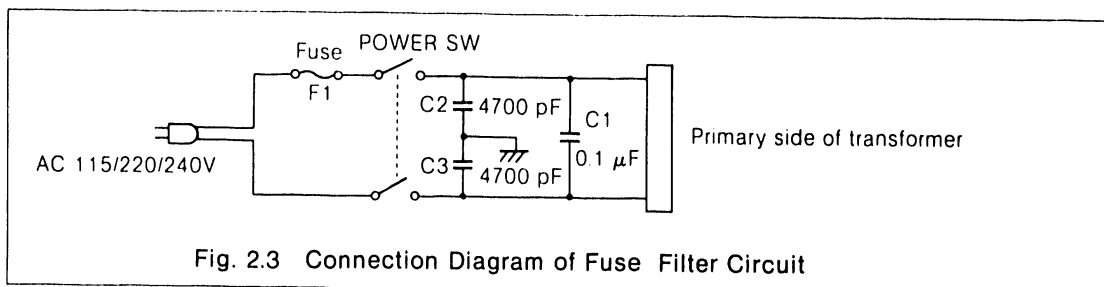 Fuse POWER SW
F1
C2 4700 pF
C1
0.1 μF
C3
4700 pF
Primary side of transformer
AC 115/220/240V
Fig. 2.3 Connection Diagram of Fuse Filter Circuit